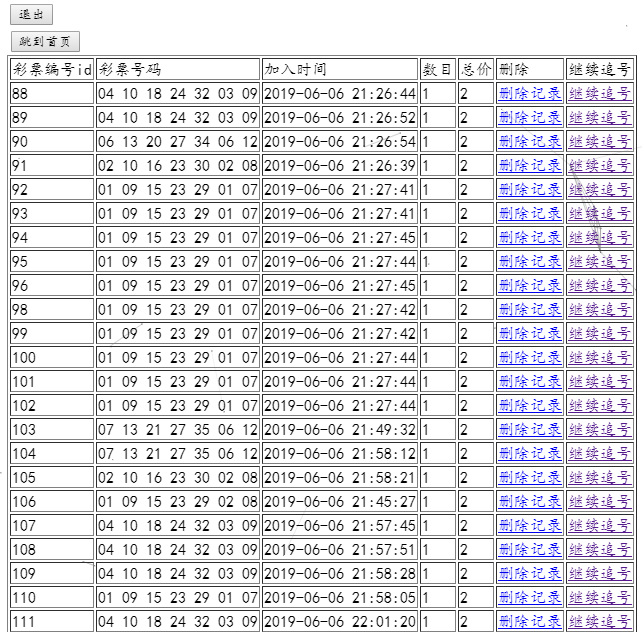 退出
跳到首页
彩票编号id 彩票号码 加入时间 数目 总价 删除 继续追号
88 04 10 18 24 32 03 09 2019-06-06 21:26:44 1 2 删除记录 继续追号
89 04 10 18 24 32 03 09 2019-06-06 21:26:52 1 2 删除记录 继续追号
90 06 13 20 27 34 06 12 2019-06-06 21:26:54 1 2 删除记录 继续追号
91 02 10 16 23 30 02 08 2019-06-06 21:26:39 1 2 删除记录 继续追号
92 01 09 15 23 29 01 07 2019-06-06 21:27:41 1 2 删除记录 继续追号
93 01 09 15 23 29 01 07 2019-06-06 21:27:41 1 2 删除记录 继续追号
94 01 09 15 23 29 01 07 2019-06-06 21:27:45 1 2 删除记录 继续追号
95 01 09 15 23 29 01 07 2019-06-06 21:27:44 1 2 删除记录 继续追号
96 01 09 15 23 29 01 07 2019-06-06 21:27:45 1 2 删除记录 继续追号
98 01 09 15 23 29 01 07 2019-06-06 21:27:42 1 2 删除记录 继续追号
99 01 09 15 23 29 01 07 2019-06-06 21:27:42 1 2 删除记录 继续追号
100 01 09 15 23 29 01 07 2019-06-06 21:27:44 1 2 删除记录 继续追号
101 01 09 15 23 29 01 07 2019-06-06 21:27:44 1 2 删除记录 继续追号
102 01 09 15 23 29 01 07 2019-06-06 21:27:44 1 2 删除记录 继续追号
103 07 13 21 27 35 06 12 2019-06-06 21:49:32 1 2 删除记录 继续追号
104 07 13 21 27 35 06 12 2019-06-06 21:58:12 1 2 删除记录 继续追号
105 02 10 16 23 30 02 08 2019-06-06 21:58:21 1 2 删除记录 继续追号
106 01 09 15 23 29 02 08 2019-06-06 21:45:27 1 2 删除记录 继续追号
107 04 10 18 24 32 03 09 2019-06-06 21:57:45 1 2 删除记录 继续追号
108 04 10 18 24 32 03 09 2019-06-06 21:57:51 1 2 删除记录 继续追号
109 04 10 18 24 32 03 09 2019-06-06 21:58:28 1 2 删除记录 继续追号
110 01 09 15 23 29 01 07 2019-06-06 21:58:05 1 2 删除记录 继续追号
111 04 10 18 24 32 03 09 2019-06-06 22:01:20 1 2 删除记录 继续追号